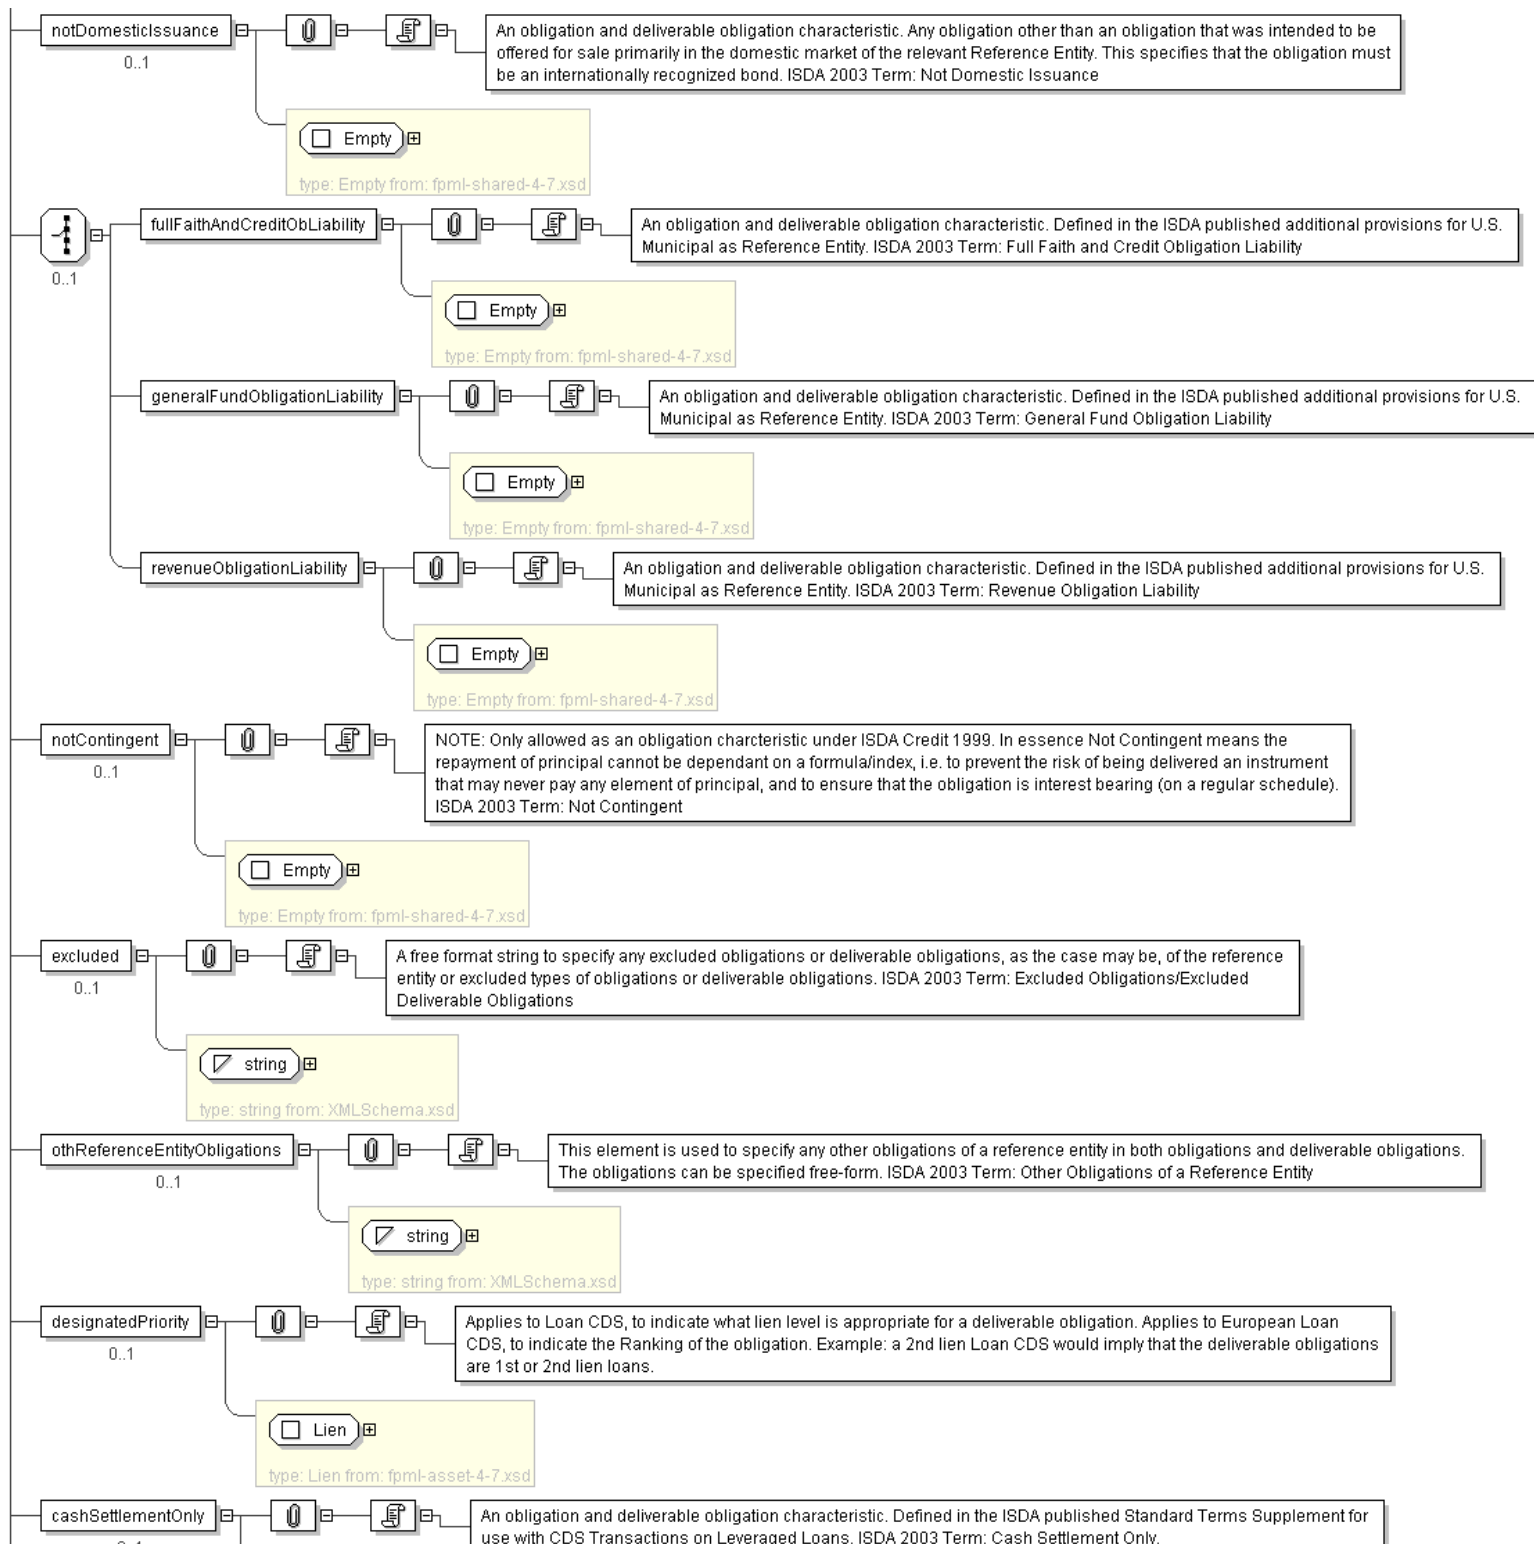 notDomesticIssuance
0..1
An obligation and deliverable obligation characteristic. Any obligation other than an obligation that was intended to be
offered for sale primarily in the domestic market of the relevant Reference Entity. This specifies that the obligation must
be an internationally recognized bond. ISDA 2003 Term: Not Domestic Issuance
Empty
type: Empty from: fpml-shared-4-7.xsd
0..1
fullFaithAndCreditObLiability
An obligation and deliverable obligation characteristic. Defined in the ISDA published additional provisions for U.S.
Municipal as Reference Entity. ISDA 2003 Term: Full Faith and Credit Obligation Liability
Empty
type: Empty from: fpml-shared-4-7.xsd
generalFundObligationLiability
An obligation and deliverable obligation characteristic. Defined in the ISDA published additional provisions for U.S.
Municipal as Reference Entity. ISDA 2003 Term: General Fund Obligation Liability
Empty
type: Empty from: fpml-shared-4-7.xsd
revenueObligationLiability
An obligation and deliverable obligation characteristic. Defined in the ISDA published additional provisions for U.S.
Municipal as Reference Entity. ISDA 2003 Term: Revenue Obligation Liability
Empty
type: Empty from: fpml-shared-4-7.xsd
notContingent
0..1
NOTE: Only allowed as an obligation charcteristic under ISDA Credit 1999. In essence Not Contingent means the
repayment of principal cannot be dependant on a formula/index, i.e. to prevent the risk of being delivered an instrument
that may never pay any element of principal, and to ensure that the obligation is interest bearing (on a regular schedule).
ISDA 2003 Term: Not Contingent
Empty
type: Empty from: fpml-shared-4-7.xsd
excluded
0..1
A free format string to specify any excluded obligations or deliverable obligations, as the case may be, of the reference
entity or excluded types of obligations or deliverable obligations. ISDA 2003 Term: Excluded Obligations/Excluded
Deliverable Obligations
string
type: string from: XMLSchema.xsd
othReferenceEntityObligations
0..1
This element is used to specify any other obligations of a reference entity in both obligations and deliverable obligations.
The obligations can be specified free-form. ISDA 2003 Term: Other Obligations of a Reference Entity
string
type: string from: XMLSchema.xsd
designatedPriority
0..1
Applies to Loan CDS, to indicate what lien level is appropriate for a deliverable obligation. Applies to European Loan
CDS, to indicate the Ranking of the obligation. Example: a 2nd lien Loan CDS would imply that the deliverable obligations
are 1st or 2nd lien loans.
Lien
type: Lien from: fpml-asset-4-7.xsd
cashSettlementOnly
0..1
An obligation and deliverable obligation characteristic. Defined in the ISDA published Standard Terms Supplement for
use with CDS Transactions on Leveraged Loans. ISDA 2003 Term: Cash Settlement Only.